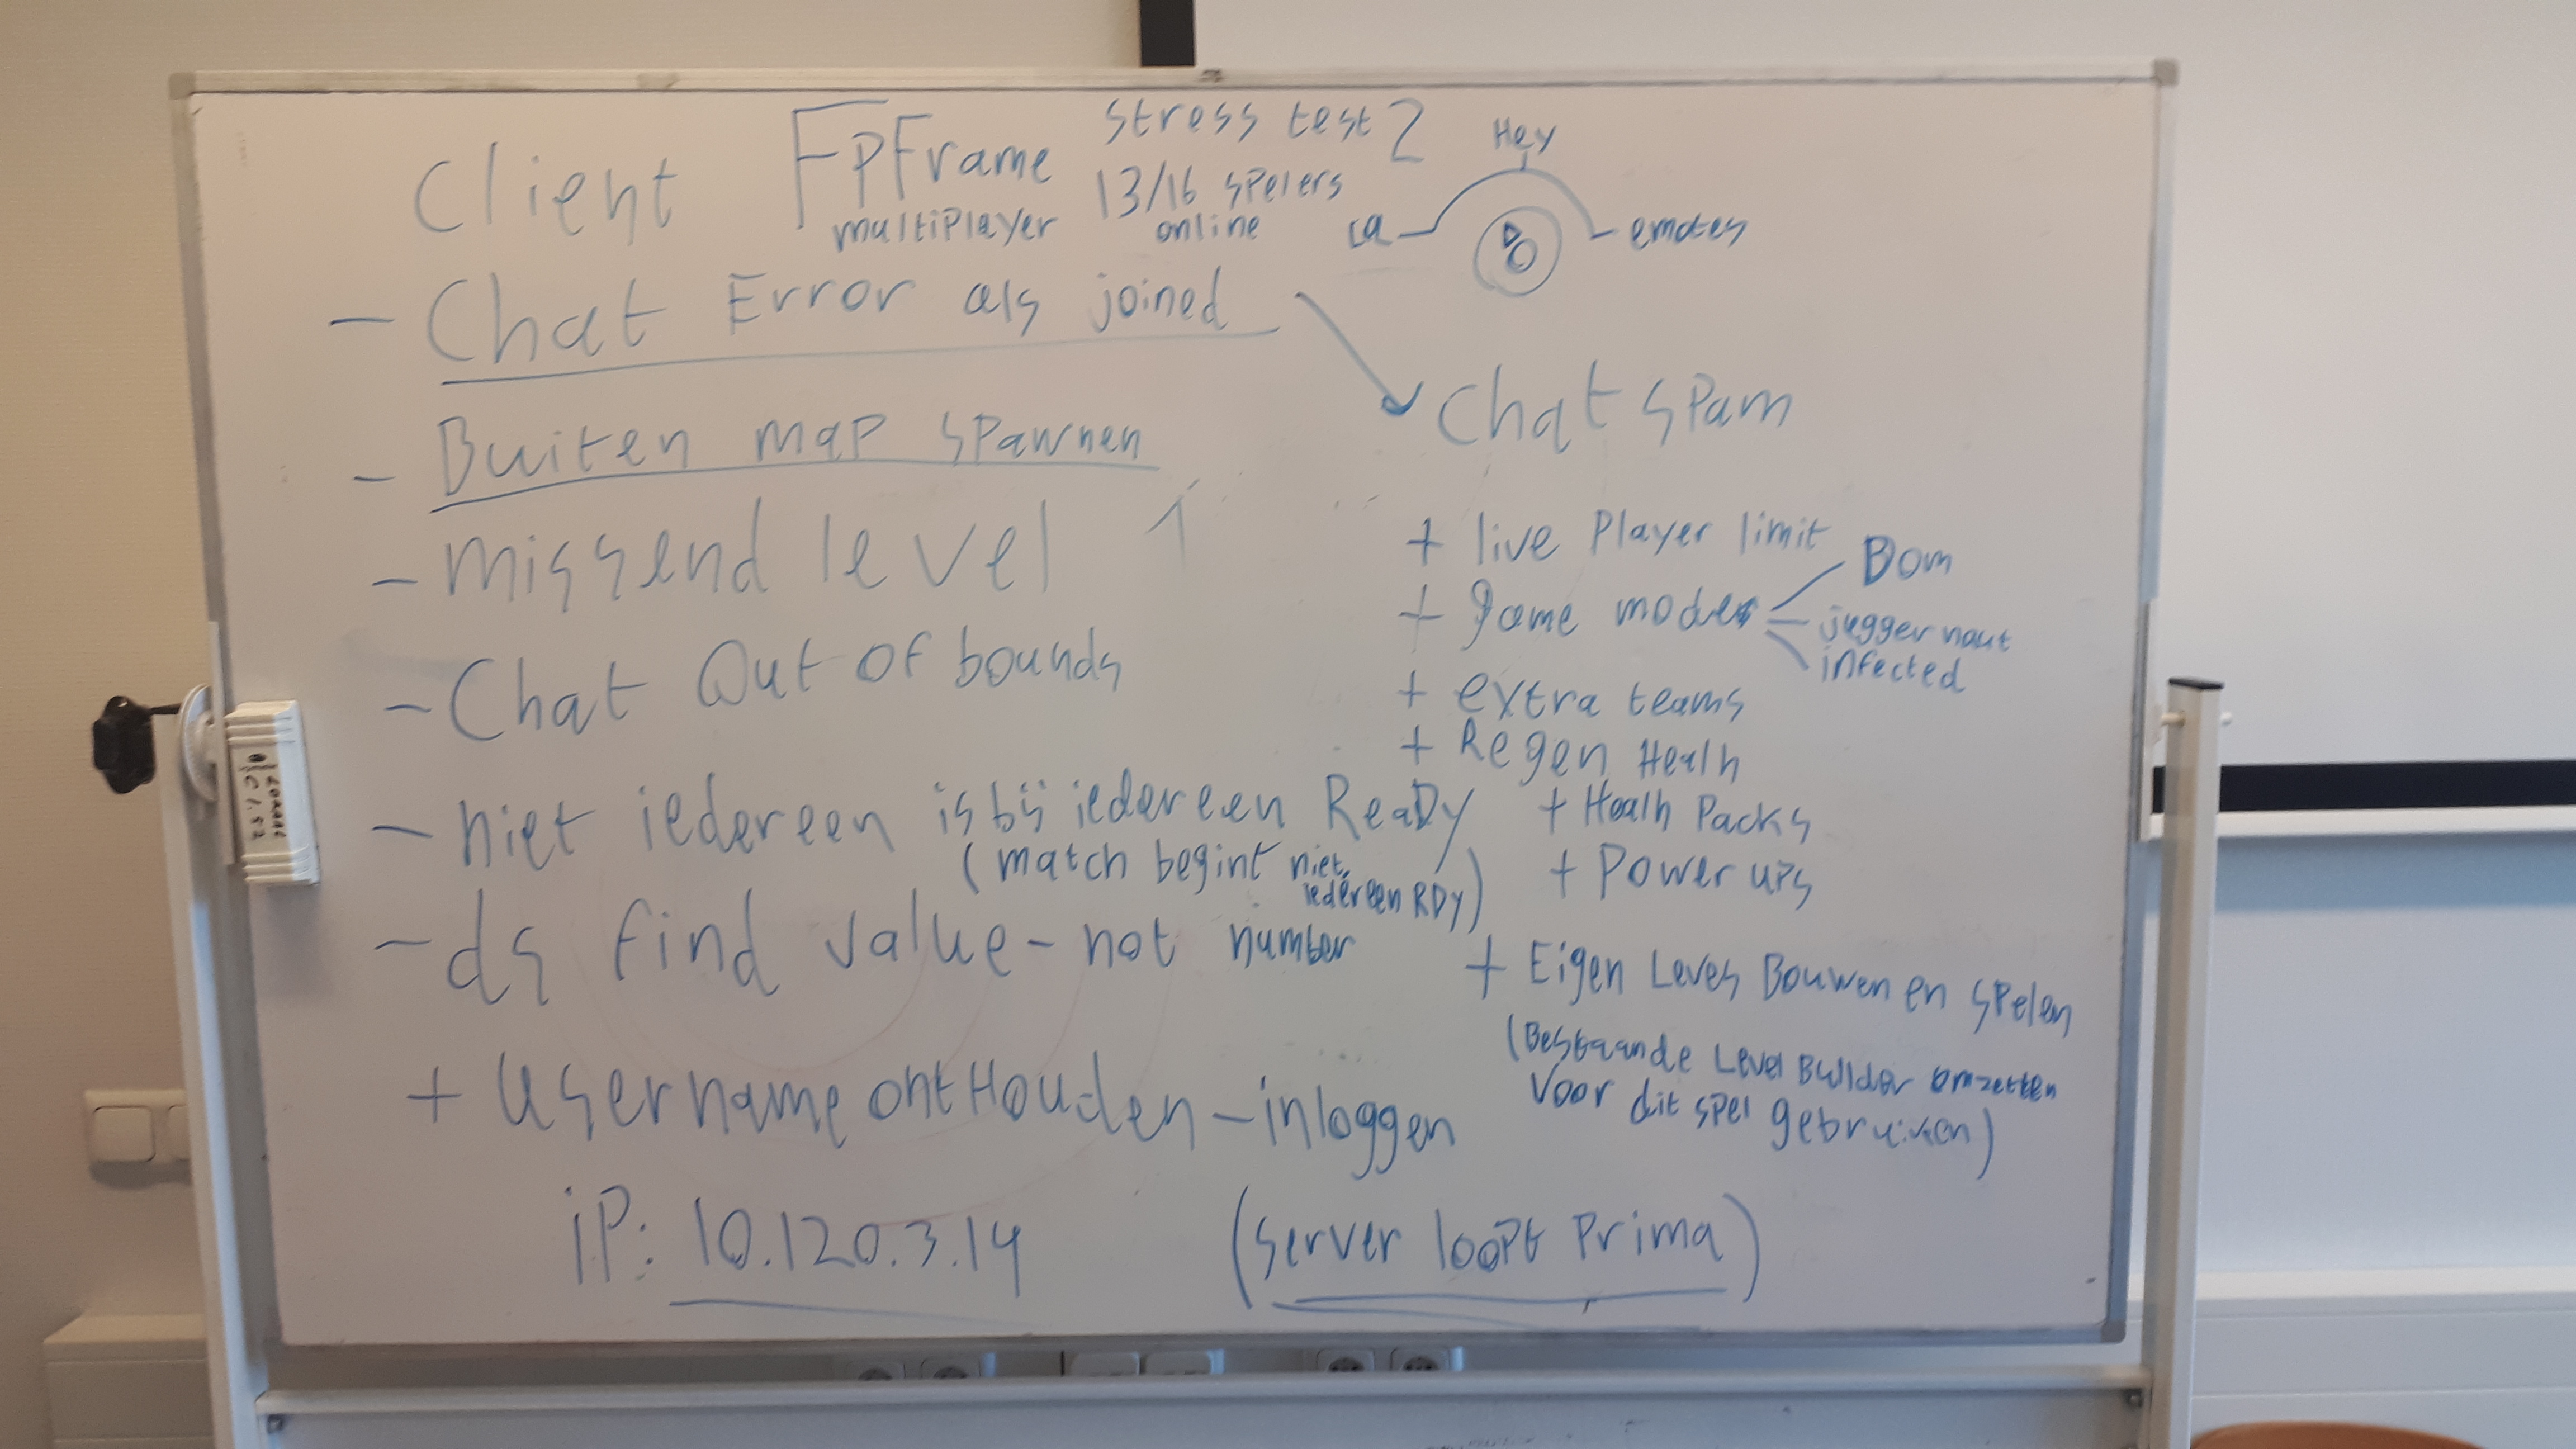 Client
FpFrame
multiplayer
stress test 2
13/16 spelers
online
Hey
emotes
- Chat Error als joined
Chat spam
- Buiten map spawnen
- missend level 1
- Chat Out Of bounds
- niet iedereen is bij iedereen ReaDy
(match begint niet,
iedereen RDy)
- ds find value - not number
+ Username ontHouden - inloggen
iP: 10.120.3.14
(server loopt Prima)
+ live Player limit
+ game modes
Bom
juggernaut
infected
+ extra teams
+ Regen Healh
+ Healh Packs
+ Power ups
+ Eigen Leves Bouwen en spelen
(Bestaande Level Builder omzetten
voor dit spel gebruiken)